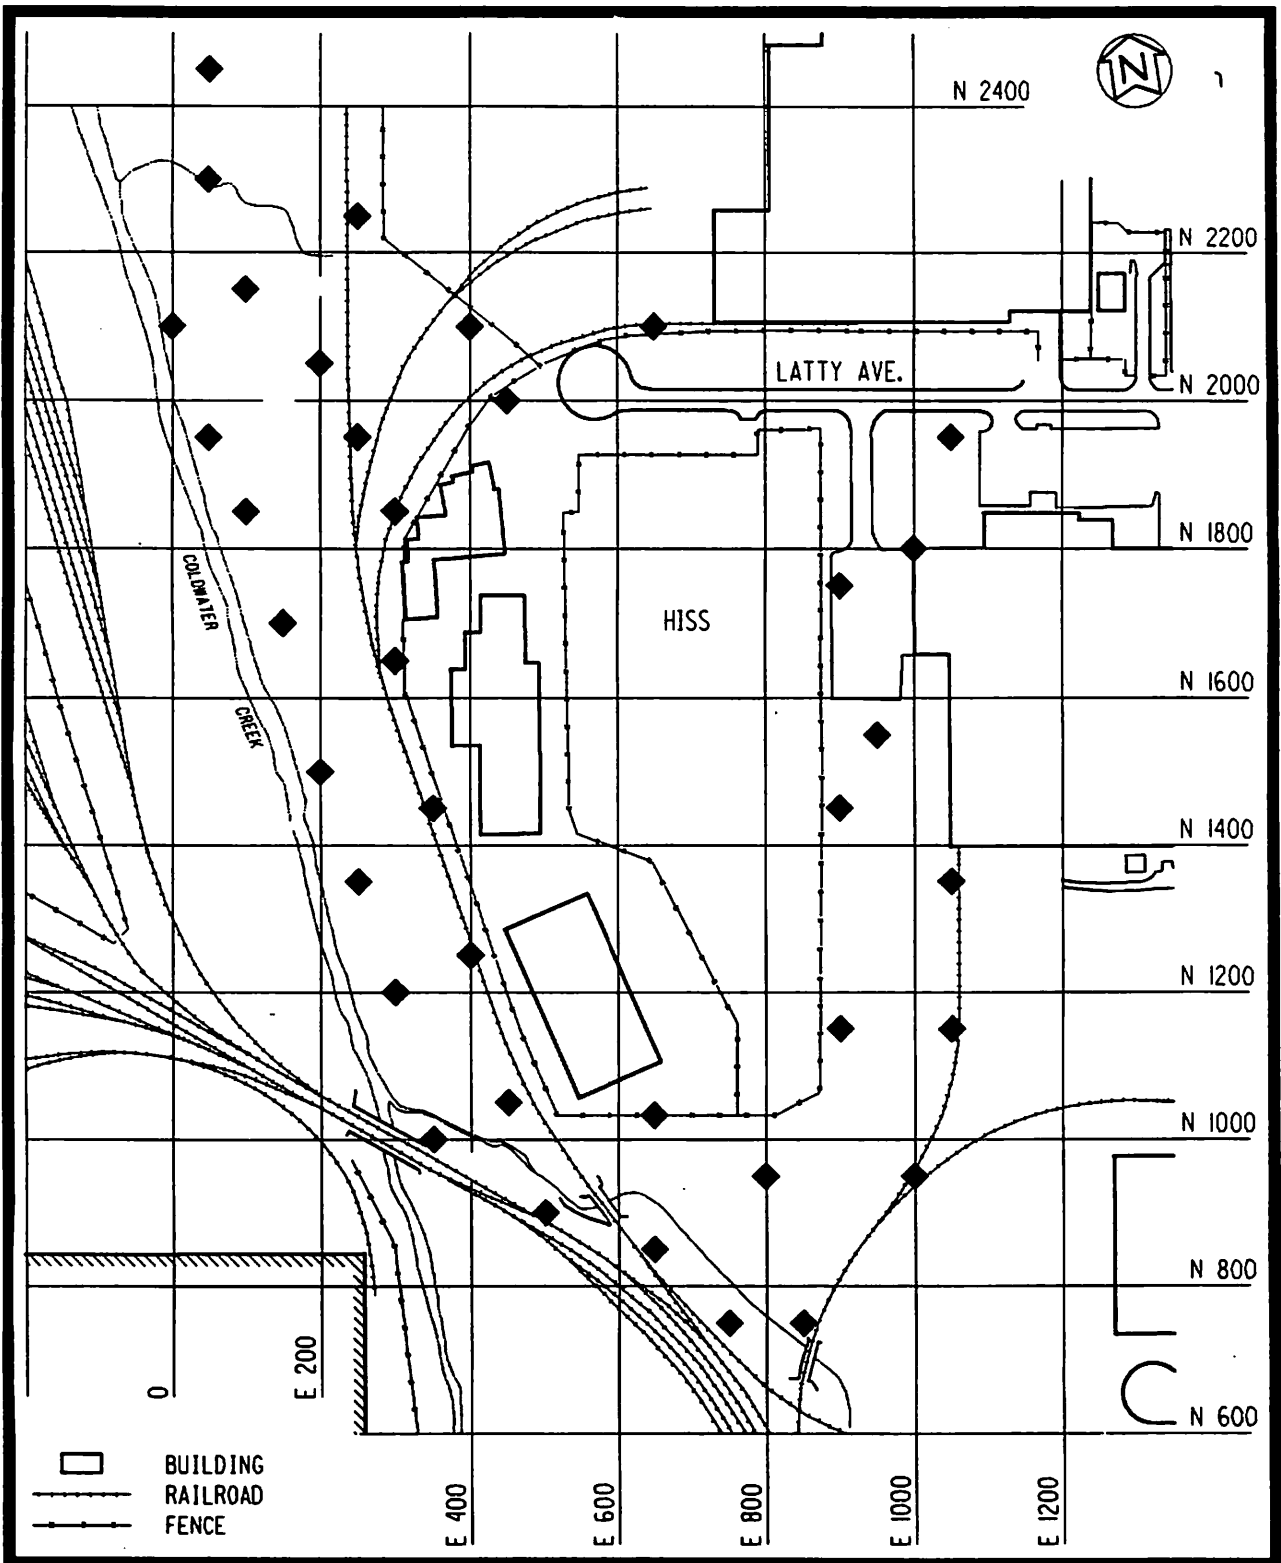 N
N 2400
N 2200
LATTY AVE.
N 2000
N 1800
COLDWATER
HISS
N 1600
CREEK
N 1400
N 1200
N 1000
N 800
0
E 200
N 600
BUILDING
RAILROAD
FENCE
E 400
E 600
E 800
E 1000
E 1200